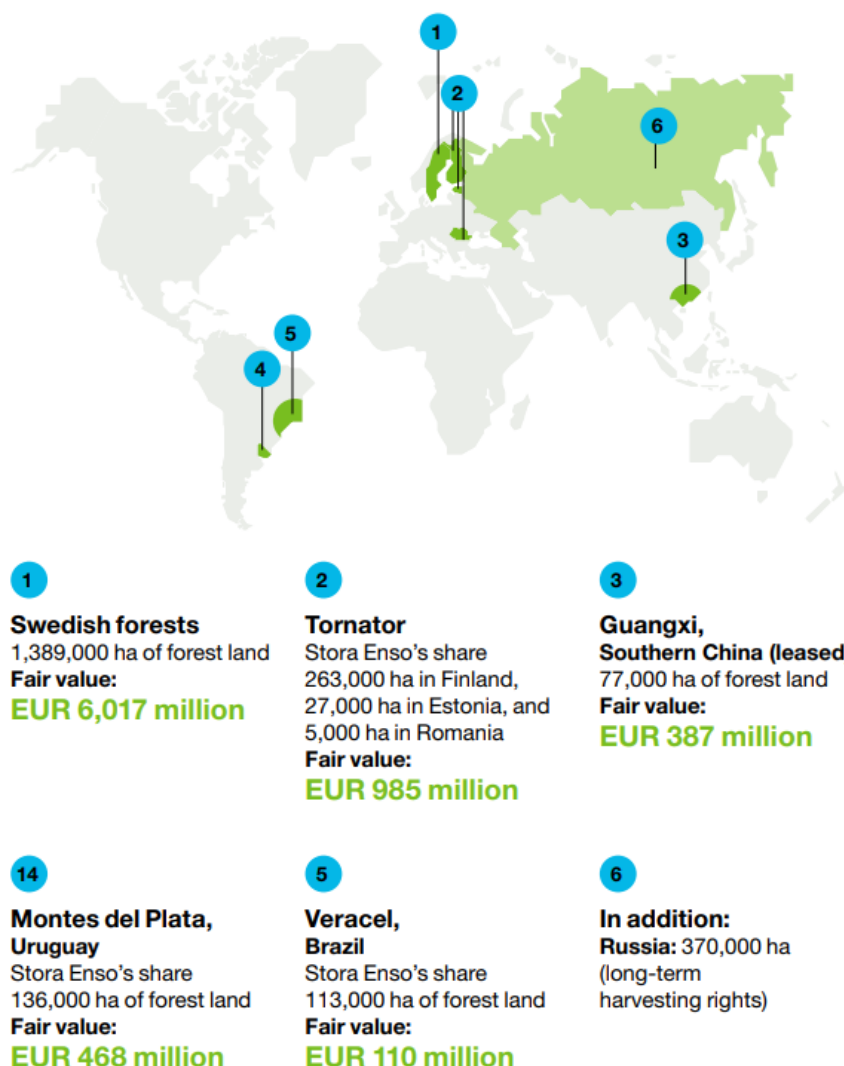 1
2
6
3
5
4
1
Swedish forests
1,389,000 ha of forest land
Fair value:
EUR 6,017 million
2
Tornator
Stora Enso’s share
263,000 ha in Finland,
27,000 ha in Estonia, and
5,000 ha in Romania
Fair value:
EUR 985 million
3
Guangxi,
Southern China (leased
77,000 ha of forest land
Fair value:
EUR 387 million
14
Montes del Plata,
Uruguay
Stora Enso’s share
136,000 ha of forest land
Fair value:
EUR 468 million
5
Veracel,
Brazil
Stora Enso’s share
113,000 ha of forest land
Fair value:
EUR 110 million
6
In addition:
Russia: 370,000 ha
(long-term
harvesting rights)